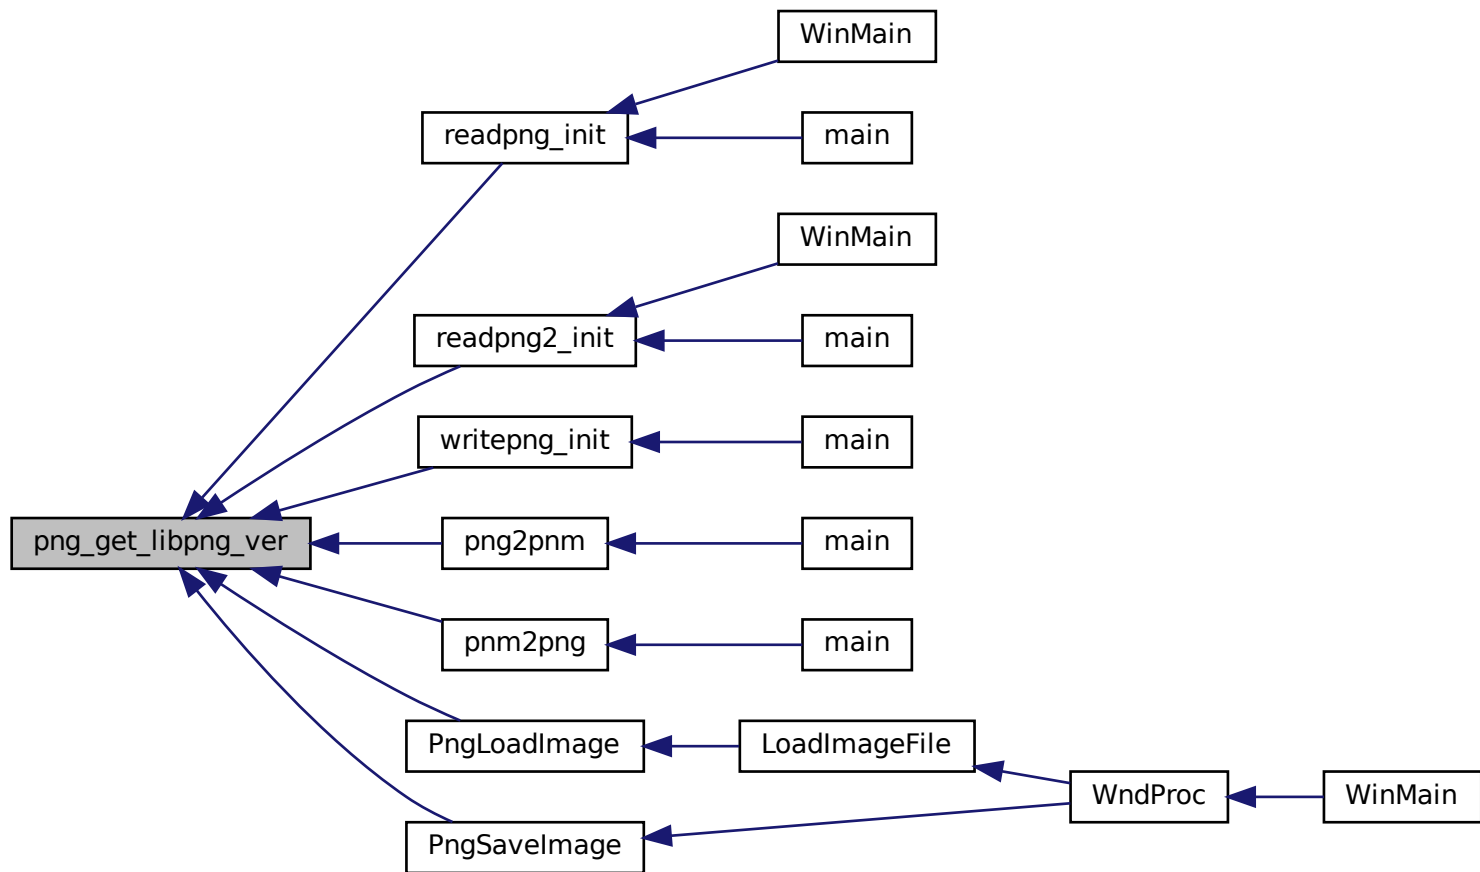 WinMain
readpng_init
main
WinMain
readpng2_init
main
writepng_init
main
png_get_libpng_ver
png2pnm
main
pnm2png
main
PngLoadImage
LoadImageFile
WndProc
WinMain
PngSaveImage